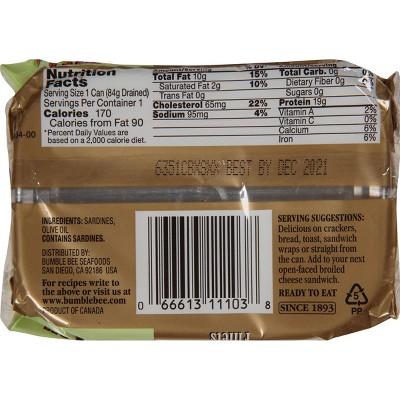 Nutrition
Facts
Serving Size 1 Can (84g Drained)
Servings Per Container 1
Calories 170
Calories from Fat 90
*Percent Daily Values are
based on a 2,000 calorie diet.
Amount/Serving % DV*
Total Fat 10g 15%
Saturated Fat 2g 10%
Trans Fat 0g
Cholesterol 65mg 22%
Sodium 95mg 4%
Total Carb. 0g 0%
Dietary Fiber 0g
Sugars 0g
Protein 19g
Vitamin A 2%
Vitamin C 0%
Calcium 6%
Iron 6%
4-00
6351CBXSXX BEST BY DEC 2021
INGREDIENTS: SARDINES,
OLIVE OIL
CONTAINS SARDINES.
DISTRIBUTED BY:
BUMBLE BEE SEAFOODS
SAN DIEGO, CA 92186 USA
For recipes write to
the above or visit us at
www.bumblebee.com
PRODUCT OF CANADA
0 66613 11103 8
SERVING SUGGESTIONS:
Delicious on crackers,
bread, toast, sandwich
wraps or straight from
the can. Add to your next
open-faced broiled
cheese sandwich.
READY TO EAT
SINCE 1893
5
PP